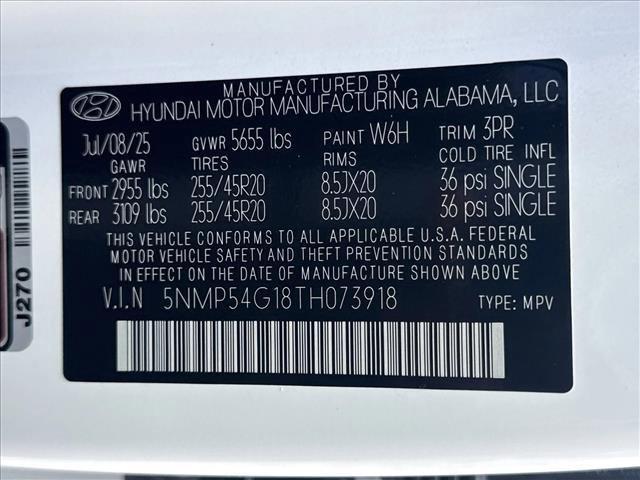 MANUFACTURED BY
HYUNDAI MOTOR MANUFACTURING ALABAMA, LLC
Jul/08/25 GVWR 5655 lbs PAINT W6H TRIM 3PR
GAWR TIRES RIMS COLD TIRE INFL
FRONT 2955 lbs 255/45R20 8.5JX20 36 psi SINGLE
REAR 3109 lbs 255/45R20 8.5JX20 36 psi SINGLE
THIS VEHICLE CONFORMS TO ALL APPLICABLE U.S.A. FEDERAL
MOTOR VEHICLE SAFETY AND THEFT PREVENTION STANDARDS
IN EFFECT ON THE DATE OF MANUFACTURE SHOWN ABOVE.
V.I.N 5NMP54G18TH073918 TYPE: MPV
J270